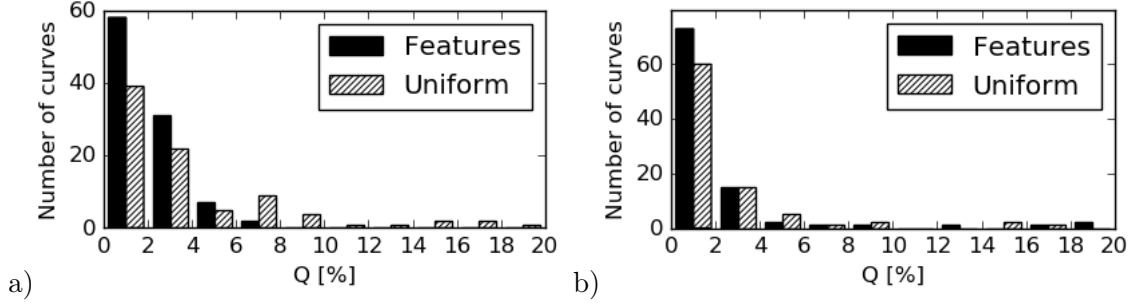 a)
Number of curves
60
40
20
0
Features
Uniform
0 2 4 6 8 10 12 14 16 18 20
Q [%]
b)
Number of curves
60
40
20
0
Features
Uniform
0 2 4 6 8 10 12 14 16 18 20
Q [%]